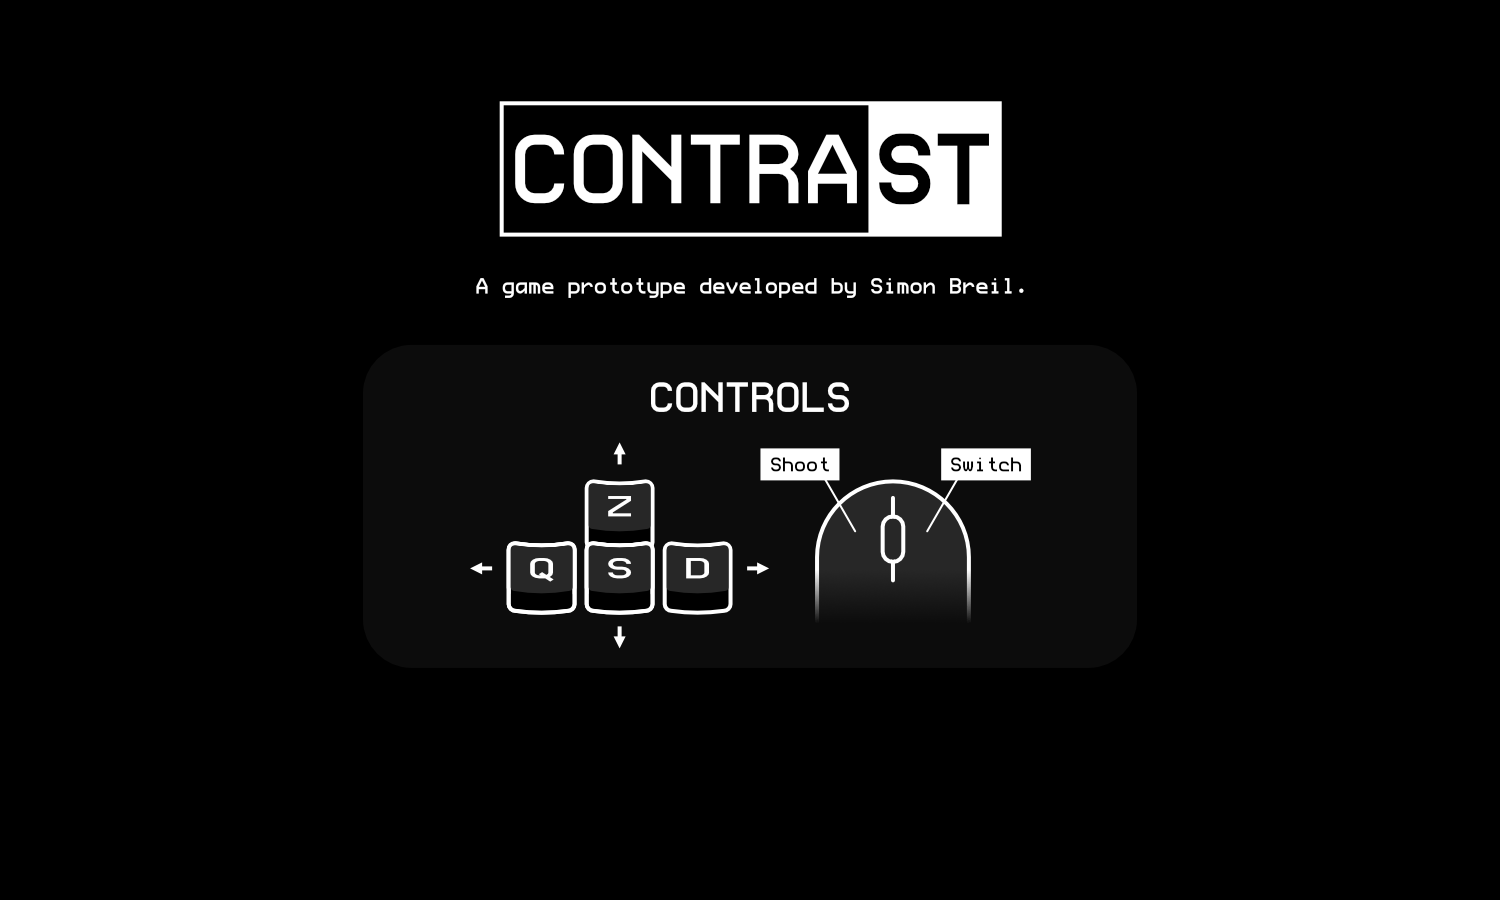 CONTRAST
A game prototype developed by Simon Breil.
CONTROLS
Shoot
Switch
Z
Q S D